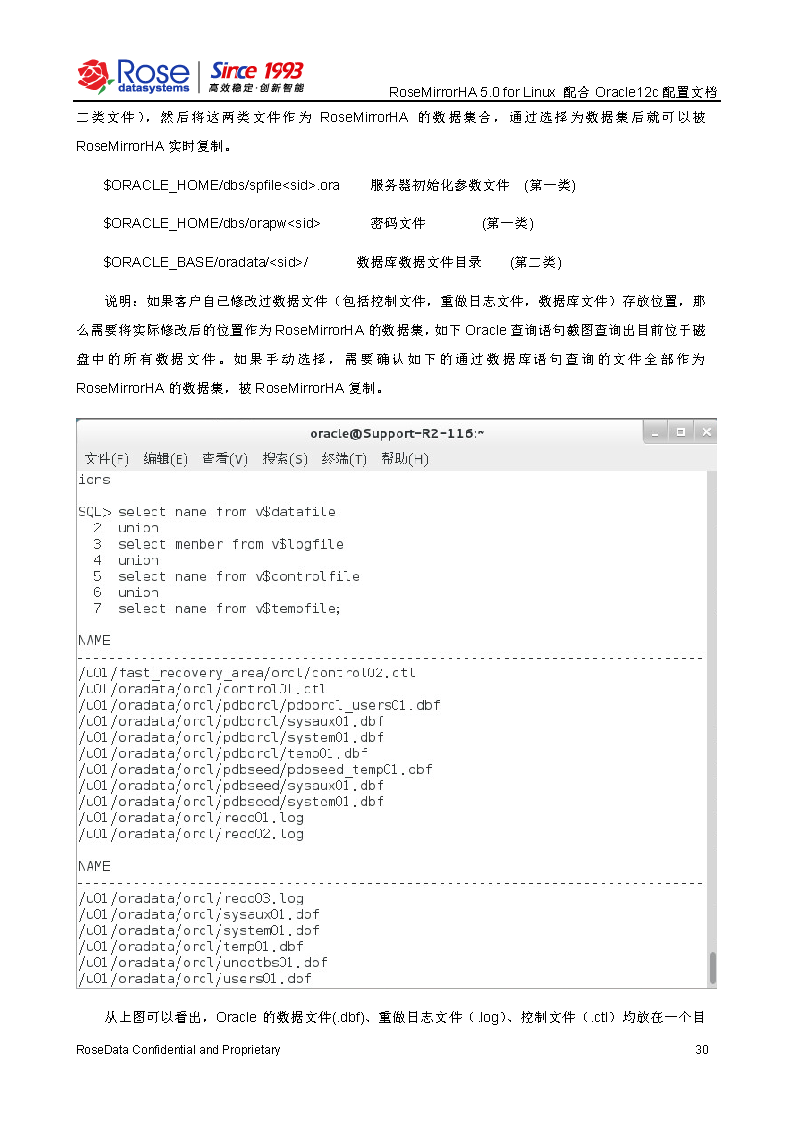 Rose datasystems Since 1993
高效稳定·创新智能
RoseMirrorHA 5.0 for Linux 配合 Oracle12c 配置文档
二类文件），然后将这两类文件作为 RoseMirrorHA 的数据集合，通过选择为数据集后就可以被
RoseMirrorHA 实时复制。
$ORACLE_HOME/dbs/spfile<sid>.ora 服务器初始化参数文件 (第一类)
$ORACLE_HOME/dbs/orapw<sid> 密码文件 (第一类)
$ORACLE_BASE/oradata/<sid>/ 数据库数据文件目录 (第二类)
说明：如果客户自已修改过数据文件（包括控制文件，重做日志文件，数据库文件）存放位置，那
么需要将实际修改后的位置作为 RoseMirrorHA 的数据集，如下 Oracle 查询语句截图查询出目前位于磁
盘中的所有数据文件。如果手动选择，需要确认如下的通过数据库语句查询的文件全部作为
RoseMirrorHA 的数据集，被 RoseMirrorHA 复制。
oracle@Support-R2-116:~
文件(F) 编辑(E) 查看(V) 搜索(S) 终端(T) 帮助(H)
ions
SQL> select name from v$datafile
2 union
3 select member from v$logfile
4 union
5 select name from v$controlfile
6 union
7 select name from v$tempfile;
NAME
--------------------------------------------------------------------------------
/u01/fast_recovery_area/orcl/control02.ctl
/u01/oradata/orcl/control01.ctl
/u01/oradata/orcl/pdborcl/pdborcl_users01.dbf
/u01/oradata/orcl/pdborcl/sysaux01.dbf
/u01/oradata/orcl/pdborcl/system01.dbf
/u01/oradata/orcl/pdborcl/temp01.dbf
/u01/oradata/orcl/pdbseed/pdbseed_temp01.dbf
/u01/oradata/orcl/pdbseed/sysaux01.dbf
/u01/oradata/orcl/pdbseed/system01.dbf
/u01/oradata/orcl/redo01.log
/u01/oradata/orcl/redo02.log
NAME
--------------------------------------------------------------------------------
/u01/oradata/orcl/redo03.log
/u01/oradata/orcl/sysaux01.dbf
/u01/oradata/orcl/system01.dbf
/u01/oradata/orcl/temp01.dbf
/u01/oradata/orcl/undotbs01.dbf
/u01/oradata/orcl/users01.dbf
从上图可以看出，Oracle 的数据文件(.dbf)、重做日志文件（.log）、控制文件（.ctl）均放在一个目
RoseData Confidential and Proprietary 30